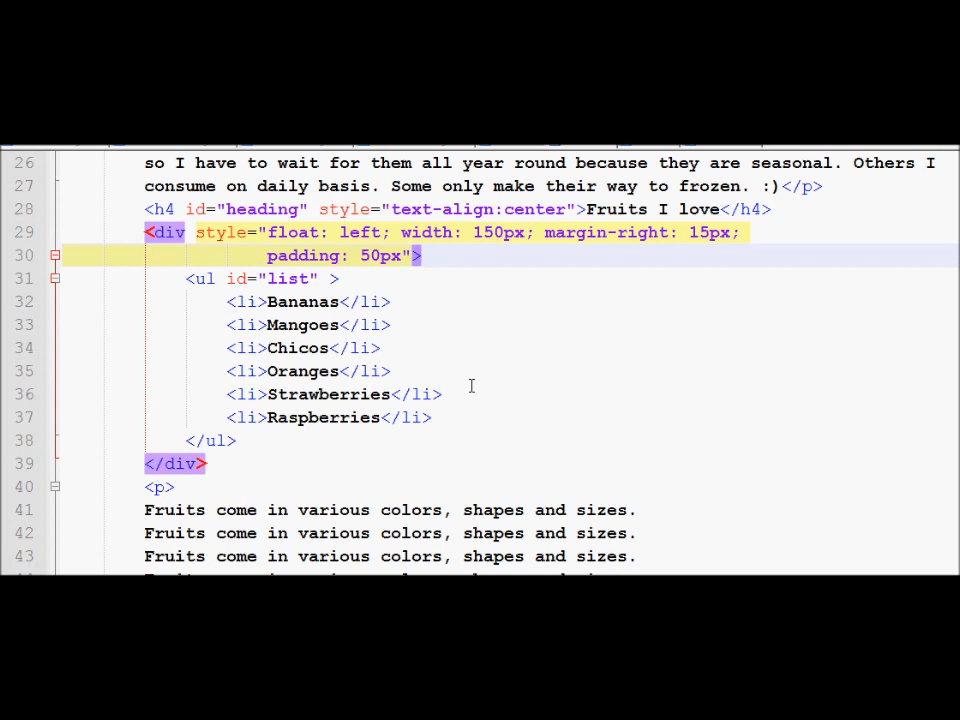 26 so I have to wait for them all year round because they are seasonal. Others I
27 consume on daily basis. Some only make their way to frozen. :)</p>
28 <h4 id="heading" style="text-align:center">Fruits I love</h4>
29 <div style="float: left; width: 150px; margin-right: 15px;
30 padding: 50px">
31 <ul id="list" >
32 <li>Bananas</li>
33 <li>Mangoes</li>
34 <li>Chicos</li>
35 <li>Oranges</li>
36 <li>Strawberries</li>
37 <li>Raspberries</li>
38 </ul>
39 </div>
40 <p>
41 Fruits come in various colors, shapes and sizes.
42 Fruits come in various colors, shapes and sizes.
43 Fruits come in various colors, shapes and sizes.